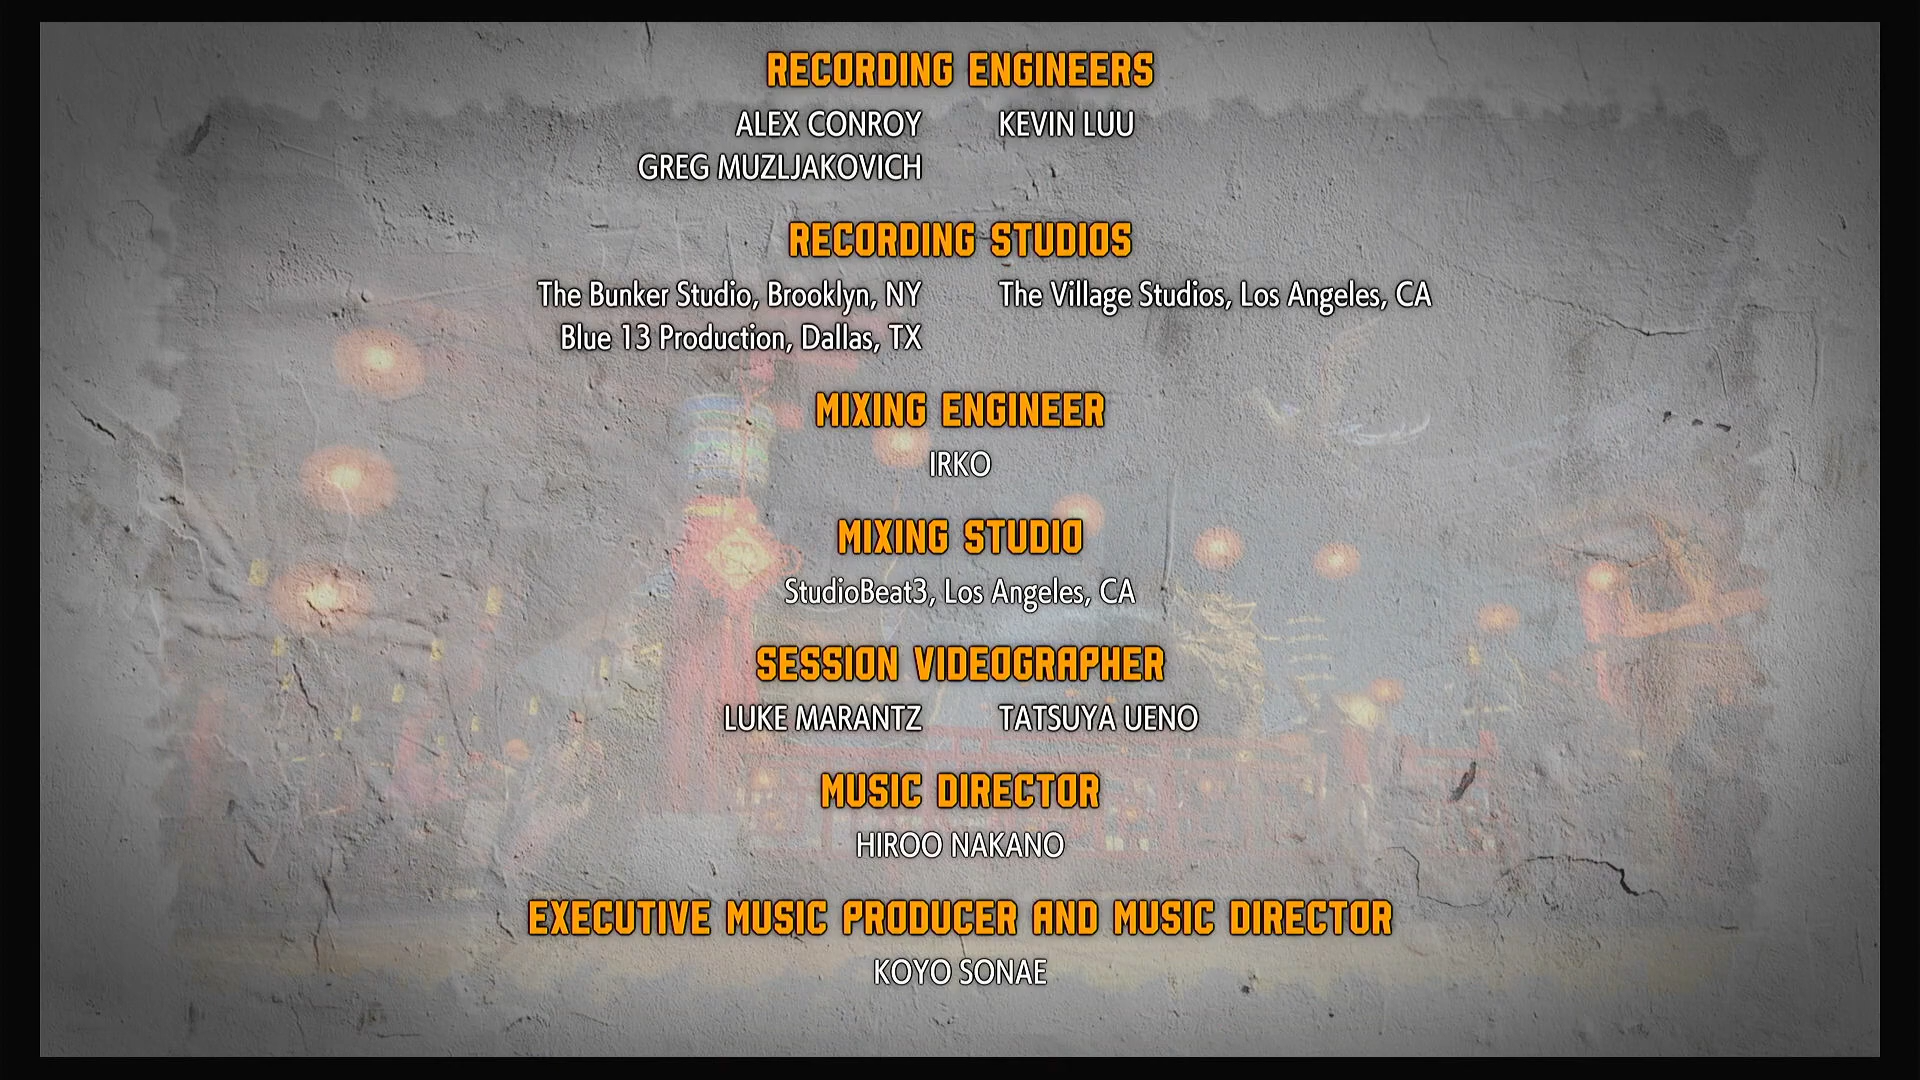 RECORDING ENGINEERS
ALEX CONROY KEVIN LUU
GREG MUZLJAKOVICH
RECORDING STUDIOS
The Bunker Studio, Brooklyn, NY The Village Studios, Los Angeles, CA
Blue 13 Production, Dallas, TX
MIXING ENGINEER
IRKO
MIXING STUDIO
StudioBeat3, Los Angeles, CA
SESSION VIDEOGRAPHER
LUKE MARANTZ TATSUYA UENO
MUSIC DIRECTOR
HIROO NAKANO
EXECUTIVE MUSIC PRODUCER AND MUSIC DIRECTOR
KOYO SONAE